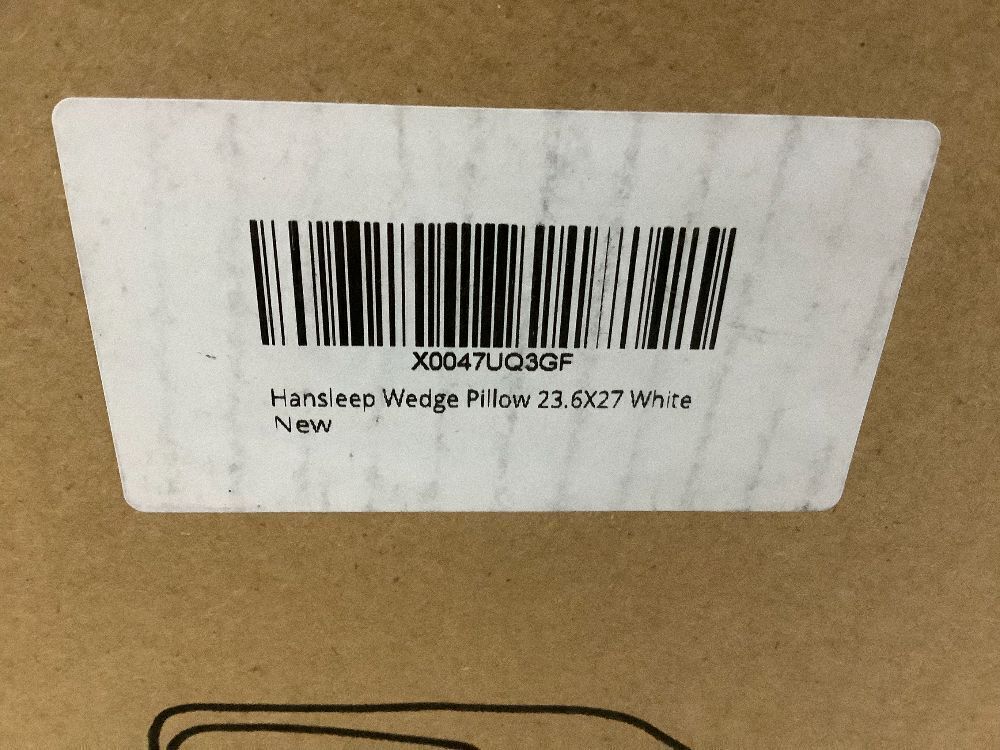 X0047UQ3GF
Hansleep Wedge Pillow 23.6X27 White
New